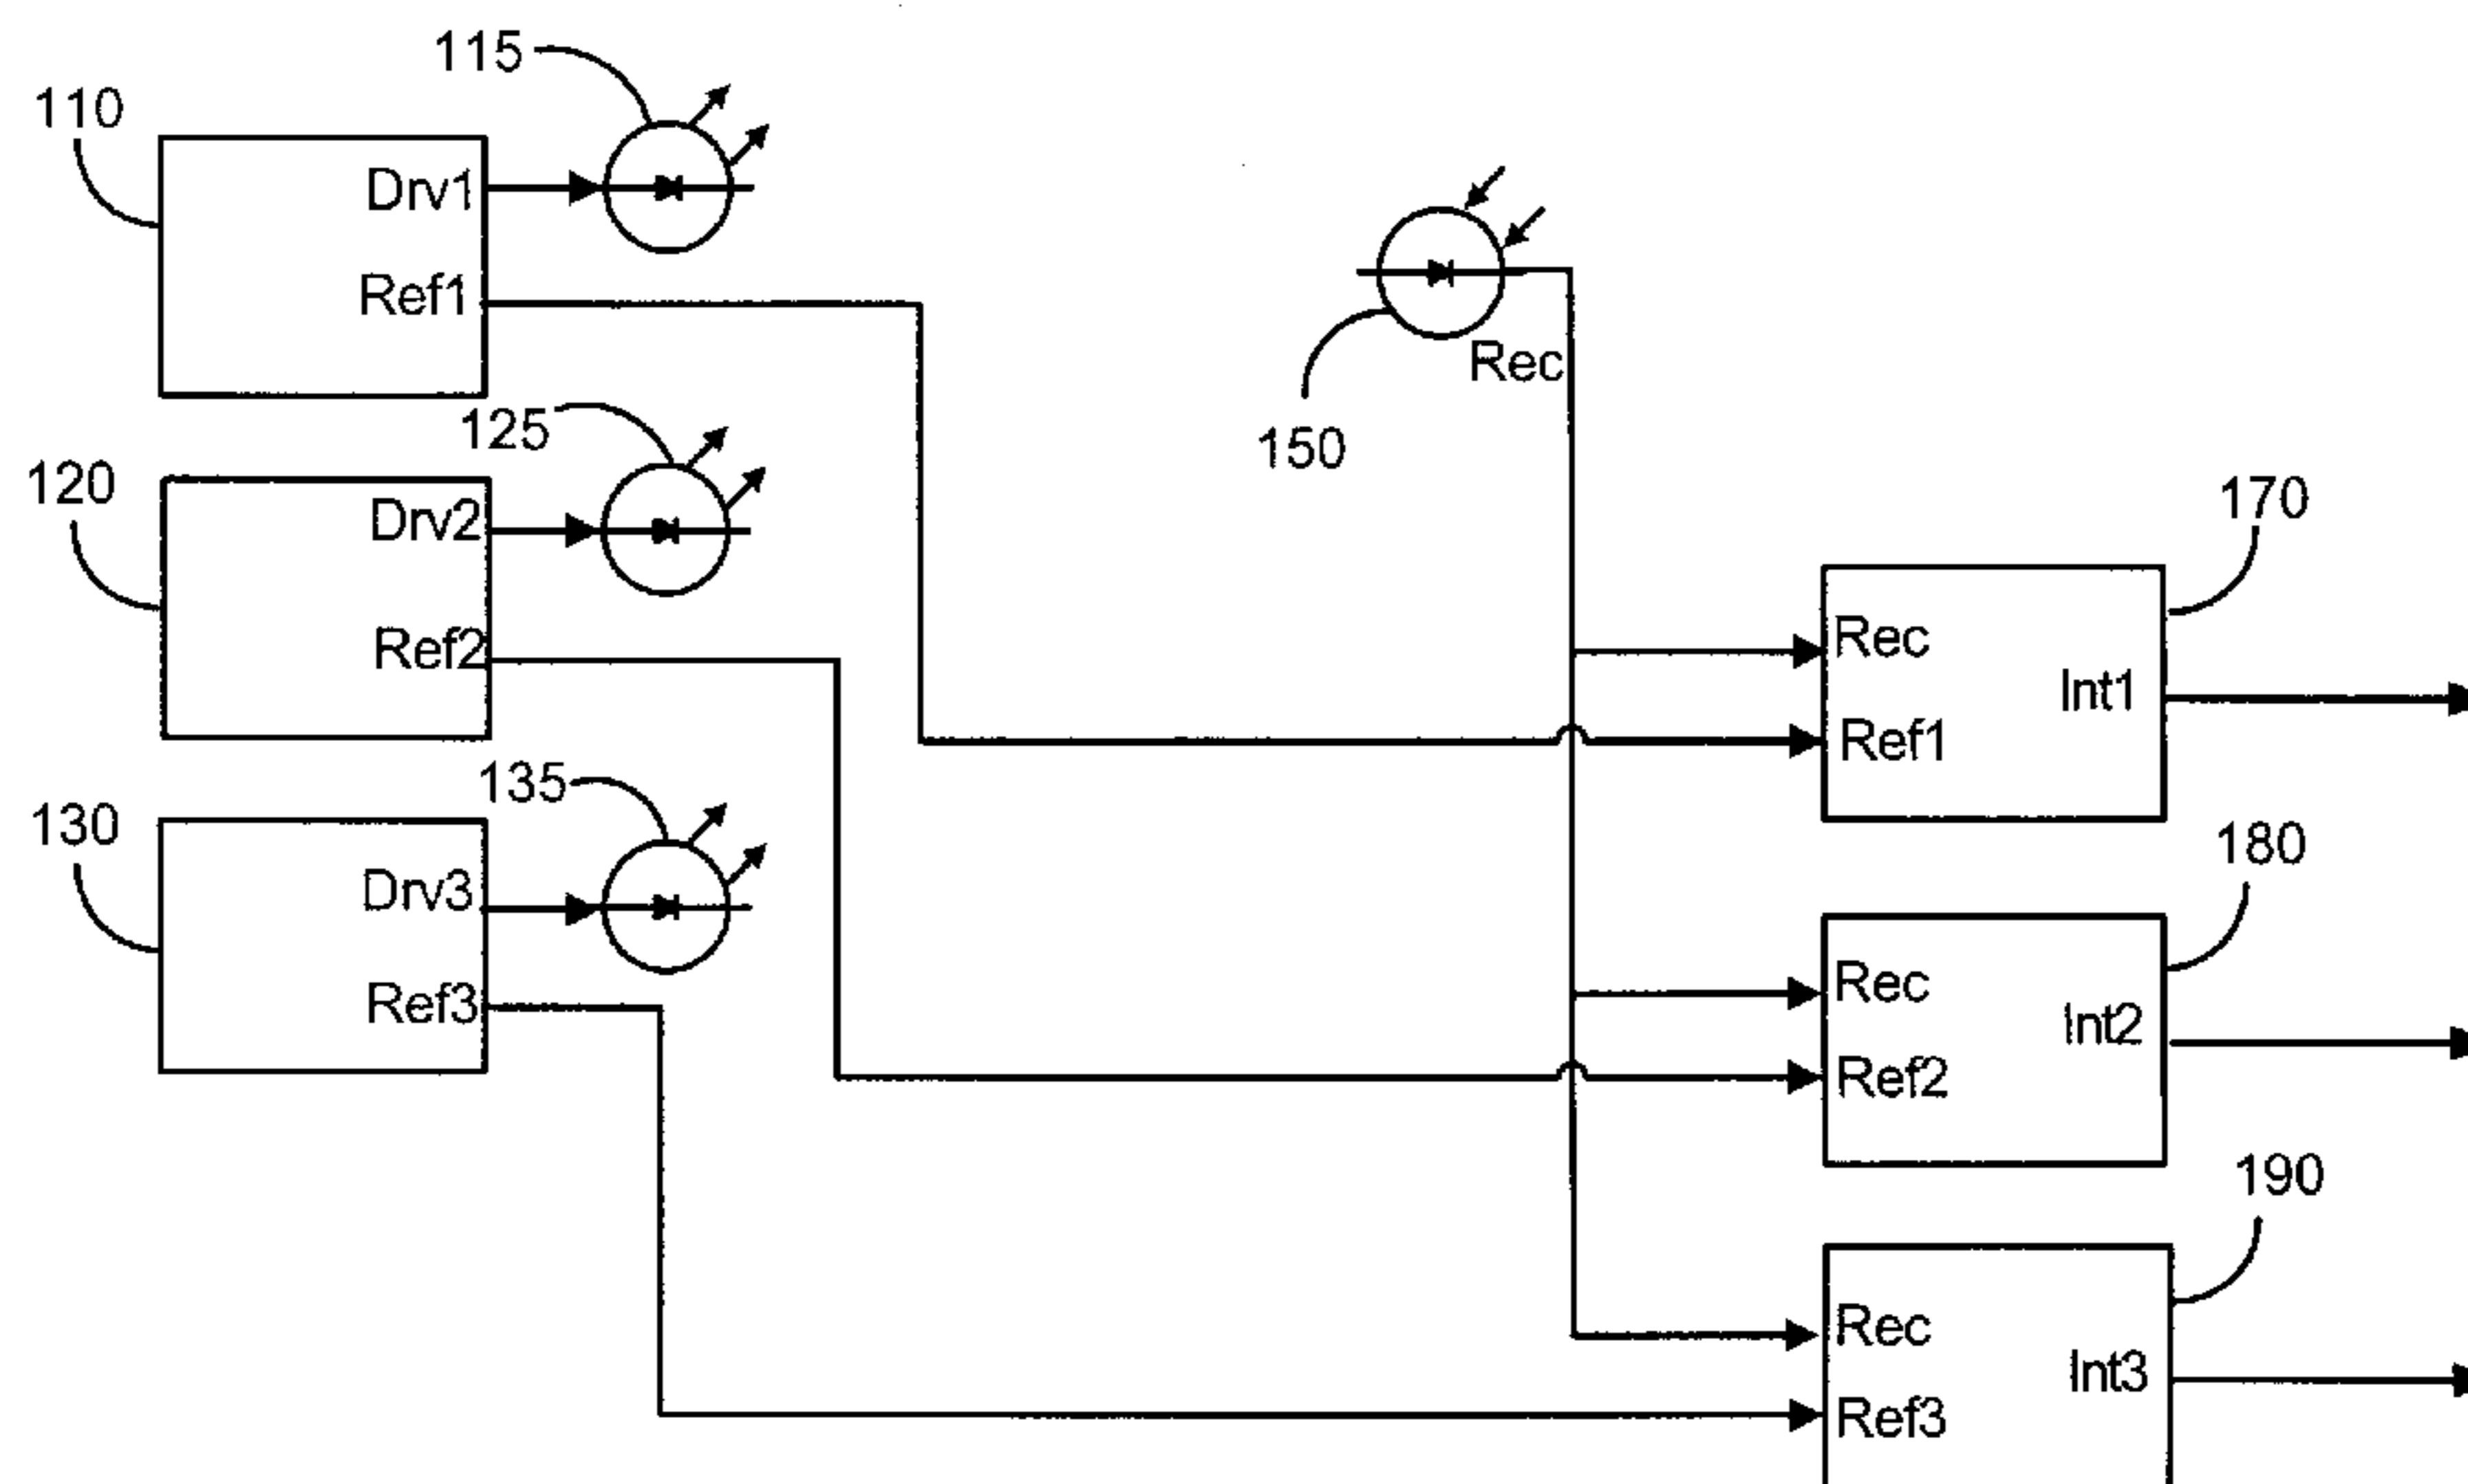 115
110
Drv1
Ref1
125
120
Drv2
Ref2
135
130
Drv3
Ref3
Rec
150
170
Rec
Int1
Ref1
180
Rec
Int2
Ref2
190
Rec
Int3
Ref3